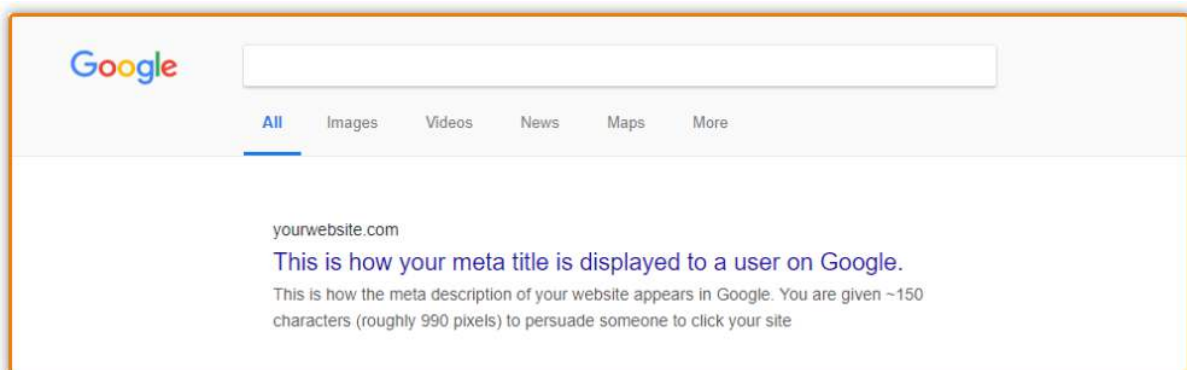 Google
All Images Videos News Maps More
yourwebsite.com
This is how your meta title is displayed to a user on Google.
This is how the meta description of your website appears in Google. You are given ~150
characters (roughly 990 pixels) to persuade someone to click your site